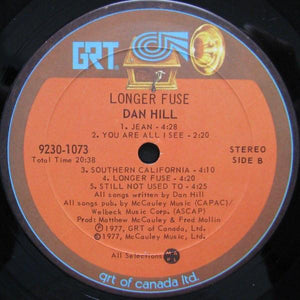 GRT
LONGER FUSE
DAN HILL
1. JEAN - 4:28
2. YOU ARE ALL I SEE - 2:20
9230-1073
Total Time 20:38
STEREO
SIDE B
3. SOUTHERN CALIFORNIA - 4:10
4. LONGER FUSE - 4:20
5. STILL NOT USED TO - 4:25
All songs written by Dan Hill
All songs pub. by McCauley Music (CAPAC)/
Welbeck Music Corp. (ASCAP)
Prod: Matthew McCauley & Fred Mollin
℗1977, GRT of Canada, Ltd.
©1977, McCauley Music, Ltd.
All Selections
grt of canada ltd.